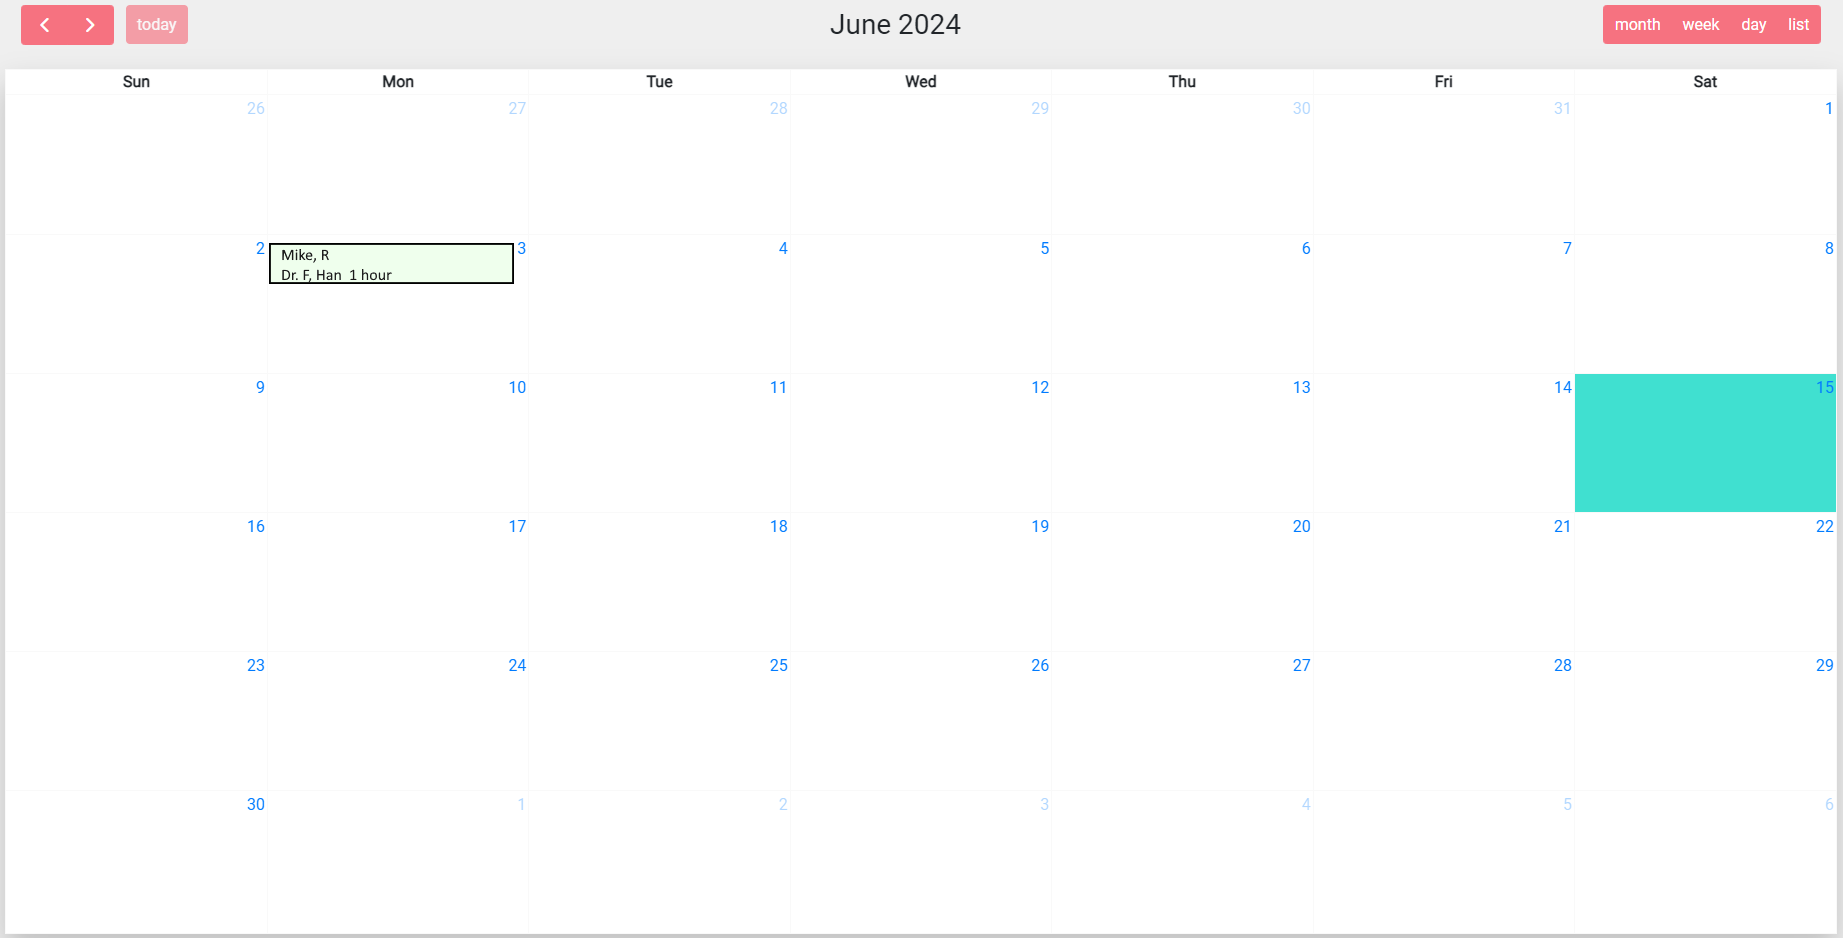 today
June 2024
month week day list
Sun Mon Tue Wed Thu Fri Sat
26 27 28 29 30 31 1
2 3 4 5 6 7 8
Mike, R
Dr. F, Han 1 hour
9 10 11 12 13 14 15
16 17 18 19 20 21 22
23 24 25 26 27 28 29
30 1 2 3 4 5 6